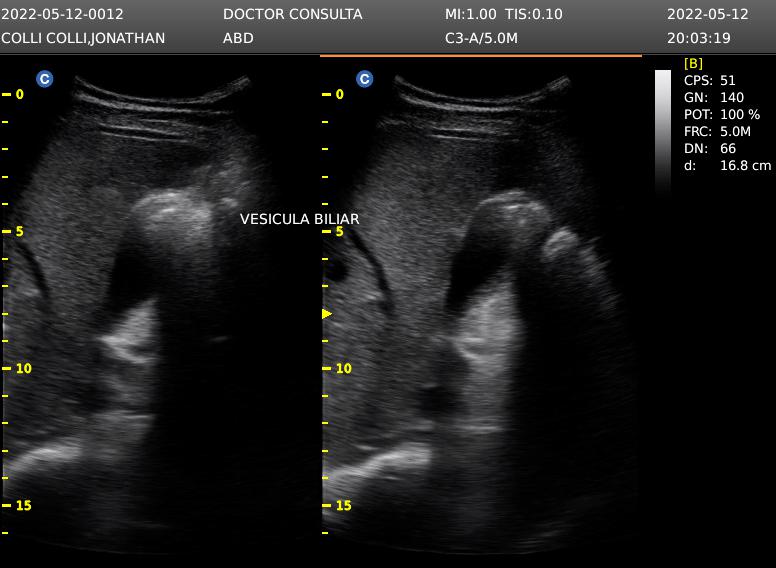 2022-05-12-0012 DOCTOR CONSULTA MI:1.00 TIS:0.10 2022-05-12
COLLI COLLI,JONATHAN ABD C3-A/5.0M 20:03:19
[B]
CPS: 51
GN: 140
POT: 100 %
FRC: 5.0M
DN: 66
d: 16.8 cm
C
0
5
10
15
VESICULA BILIAR
C
0
5
10
15